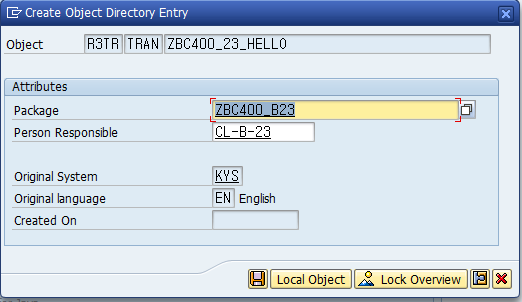 Create Object Directory Entry
Object R3TR TRAN ZBC400_23_HELLO
Attributes
Package ZBC400_B23
Person Responsible CL-B-23
Original System KYS
Original language EN English
Created On
Local Object Lock Overview